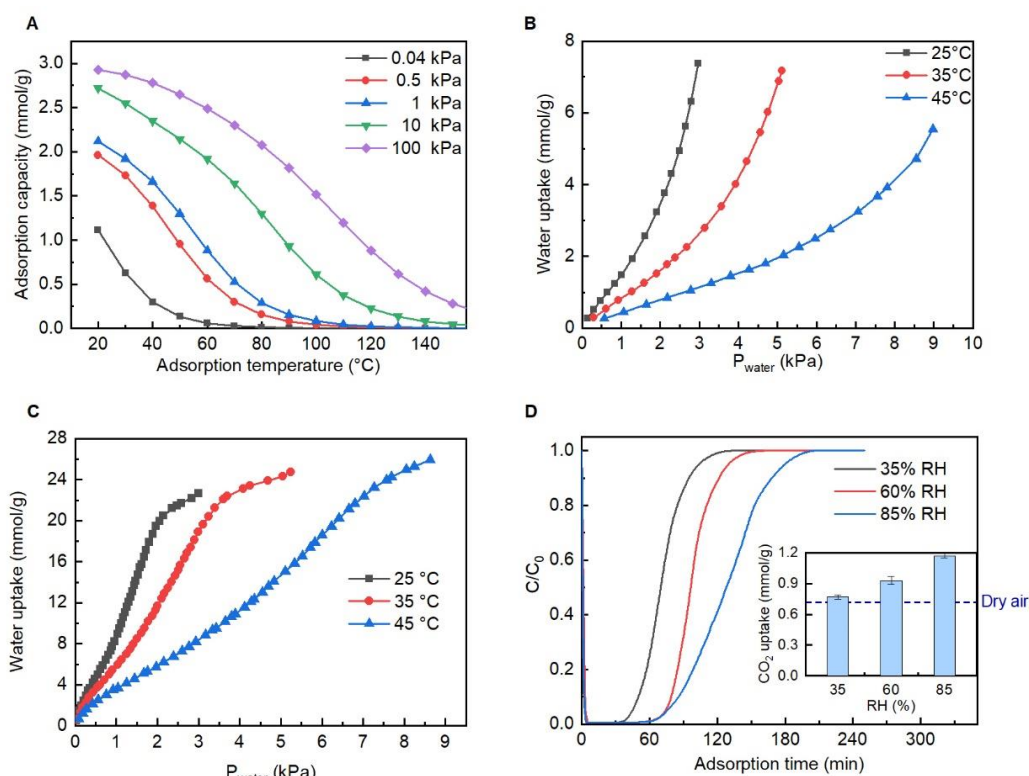 A
Adsorption capacity (mmol/g)
3.0
2.5
2.0
1.5
1.0
0.5
0.0
0.04 kPa
0.5 kPa
1 kPa
10 kPa
100 kPa
20 40 60 80 100 120 140
Adsorption temperature (°C)
B
Water uptake (mmol/g)
8
6
4
2
0
25°C
35°C
45°C
0 1 2 3 4 5 6 7 8 9 10
Pwater (kPa)
C
Water uptake (mmol/g)
28
24
20
16
12
8
4
0
25 °C
35 °C
45 °C
0 1 2 3 4 5 6 7 8 9
Pwater (kPa)
D
C/C0
1.0
0.8
0.6
0.4
0.2
0.0
35% RH
60% RH
85% RH
CO2 uptake (mmol/g)
1.2
0.9
0.6
0.3
0.0
Dry air
35 60 85
RH (%)
0 60 120 180 240 300
Adsorption time (min)